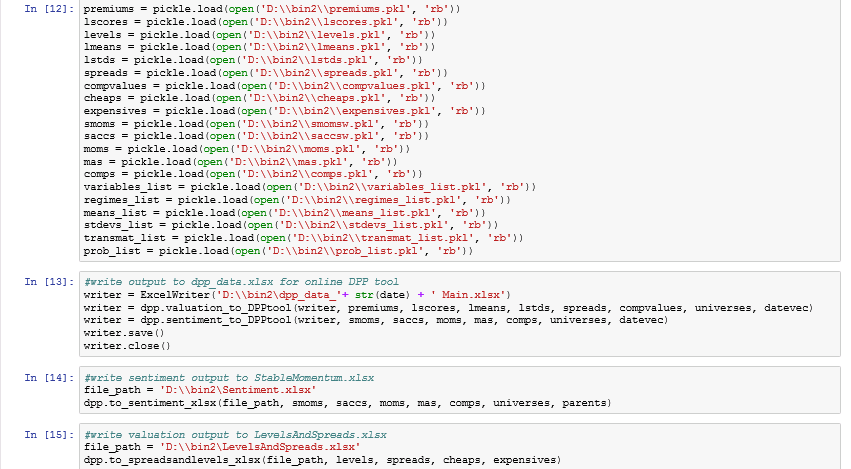 In [12]: premiums = pickle.load(open('D:\\bin2\\premiums.pkl', 'rb'))
lscores = pickle.load(open('D:\\bin2\\lscores.pkl', 'rb'))
levels = pickle.load(open('D:\\bin2\\levels.pkl', 'rb'))
lmeans = pickle.load(open('D:\\bin2\\lmeans.pkl', 'rb'))
lstds = pickle.load(open('D:\\bin2\\lstds.pkl', 'rb'))
spreads = pickle.load(open('D:\\bin2\\spreads.pkl', 'rb'))
compvalues = pickle.load(open('D:\\bin2\\compvalues.pkl', 'rb'))
cheaps = pickle.load(open('D:\\bin2\\cheaps.pkl', 'rb'))
expensives = pickle.load(open('D:\\bin2\\expensives.pkl', 'rb'))
smoms = pickle.load(open('D:\\bin2\\smomsw.pkl', 'rb'))
saccs = pickle.load(open('D:\\bin2\\saccsw.pkl', 'rb'))
moms = pickle.load(open('D:\\bin2\\moms.pkl', 'rb'))
mas = pickle.load(open('D:\\bin2\\mas.pkl', 'rb'))
comps = pickle.load(open('D:\\bin2\\comps.pkl', 'rb'))
variables_list = pickle.load(open('D:\\bin2\\variables_list.pkl', 'rb'))
regimes_list = pickle.load(open('D:\\bin2\\regimes_list.pkl', 'rb'))
means_list = pickle.load(open('D:\\bin2\\means_list.pkl', 'rb'))
stdevs_list = pickle.load(open('D:\\bin2\\stdevs_list.pkl', 'rb'))
transmat_list = pickle.load(open('D:\\bin2\\transmat_list.pkl', 'rb'))
prob_list = pickle.load(open('D:\\bin2\\prob_list.pkl', 'rb'))
In [13]: #write output to dpp_data.xlsx for online DPP tool
writer = ExcelWriter('D:\\bin2\dpp_data_'+ str(date) + ' Main.xlsx')
writer = dpp.valuation_to_DPPtool(writer, premiums, lscores, lmeans, lstds, spreads, compvalues, universes, datevec)
writer = dpp.sentiment_to_DPPtool(writer, smoms, saccs, moms, mas, comps, universes, datevec)
writer.save()
writer.close()
In [14]: #write sentiment output to StableMomentum.xlsx
file_path = 'D:\\bin2\Sentiment.xlsx'
dpp.to_sentiment_xlsx(file_path, smoms, saccs, moms, mas, comps, universes, parents)
In [15]: #write valuation output to LevelsAndSpreads.xlsx
file_path = 'D:\\bin2\LevelsAndSpreads.xlsx'
dpp.to_spreadsandlevels_xlsx(file_path, levels, spreads, cheaps, expensives)